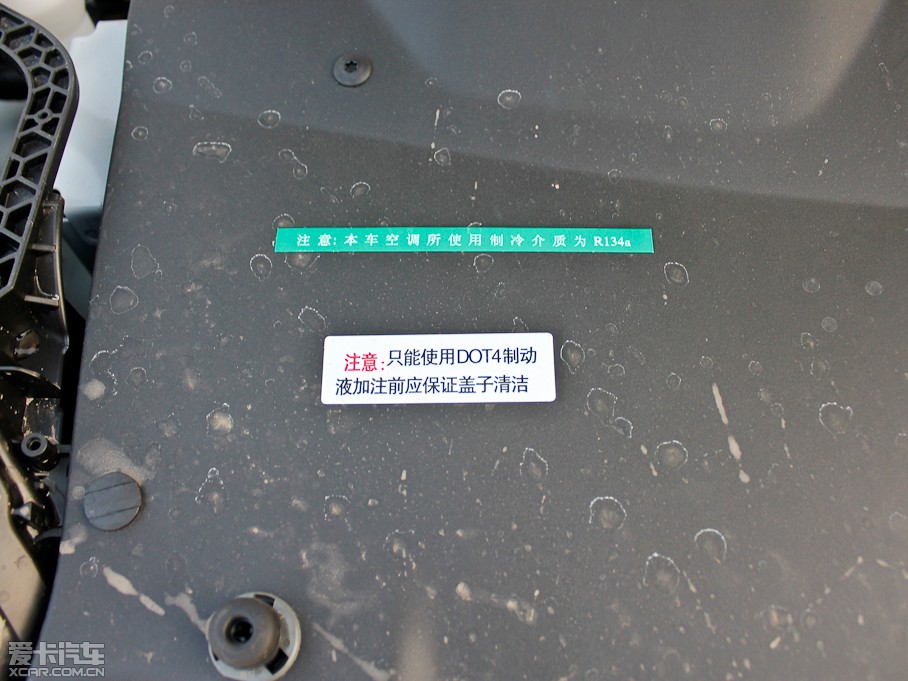 注意:本车空调所使用制冷介质为R134a
注意:只能使用DOT4制动
液加注前应保证盖子清洁
爱卡汽车
XCAR.COM.CN